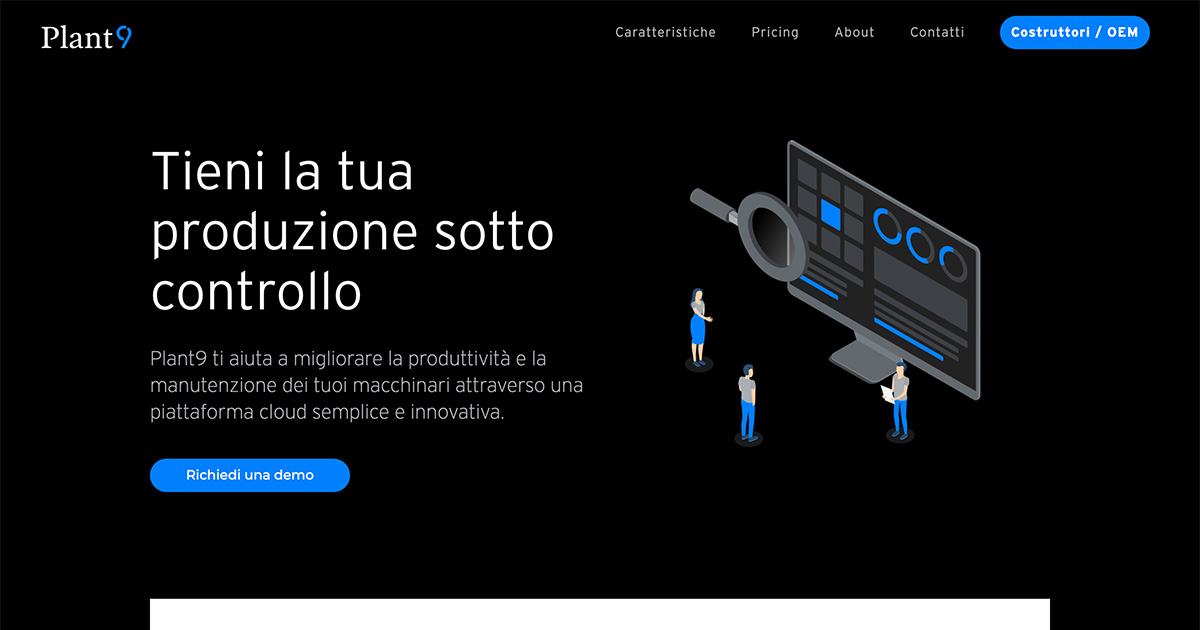 Plant9
Caratteristiche
Pricing
About
Contatti
Costruttori / OEM
Tieni la tua
produzione sotto
controllo
Plant9 ti aiuta a migliorare la produttività e la
manutenzione dei tuoi macchinari attraverso una
piattaforma cloud semplice e innovativa.
Richiedi una demo